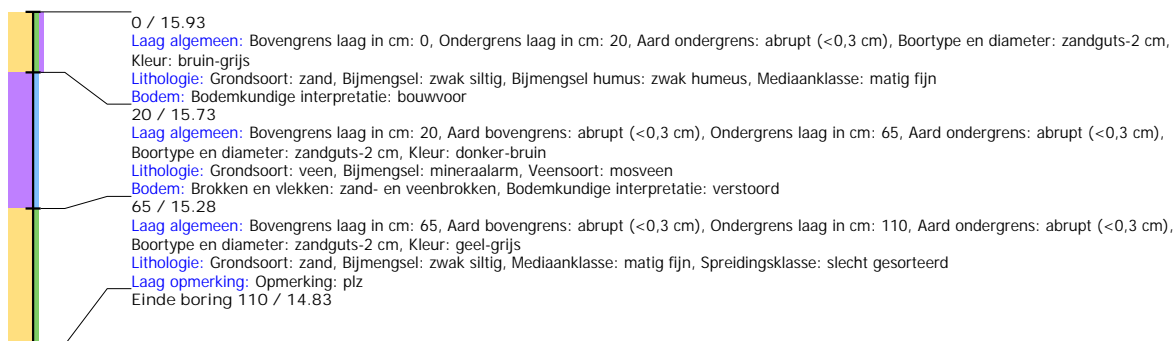 0 / 15.93
Laag algemeen: Bovengrens laag in cm: 0, Ondergrens laag in cm: 20, Aard ondergrens: abrupt (<0,3 cm), Boortype en diameter: zandguts-2 cm,
Kleur: bruin-grijs
Lithologie: Grondsoort: zand, Bijmengsel: zwak siltig, Bijmengsel humus: zwak humeus, Mediaanklasse: matig fijn
Bodem: Bodemkundige interpretatie: bouwvoor
20 / 15.73
Laag algemeen: Bovengrens laag in cm: 20, Aard bovengrens: abrupt (<0,3 cm), Ondergrens laag in cm: 65, Aard ondergrens: abrupt (<0,3 cm),
Boortype en diameter: zandguts-2 cm, Kleur: donker-bruin
Lithologie: Grondsoort: veen, Bijmengsel: mineraalarm, Veensoort: mosveen
Bodem: Brokken en vlekken: zand- en veenbrokken, Bodemkundige interpretatie: verstoord
65 / 15.28
Laag algemeen: Bovengrens laag in cm: 65, Aard bovengrens: abrupt (<0,3 cm), Ondergrens laag in cm: 110, Aard ondergrens: abrupt (<0,3 cm),
Boortype en diameter: zandguts-2 cm, Kleur: geel-grijs
Lithologie: Grondsoort: zand, Bijmengsel: zwak siltig, Mediaanklasse: matig fijn, Spreidingsklasse: slecht gesorteerd
Laag opmerking: Opmerking: plz
Einde boring 110 / 14.83